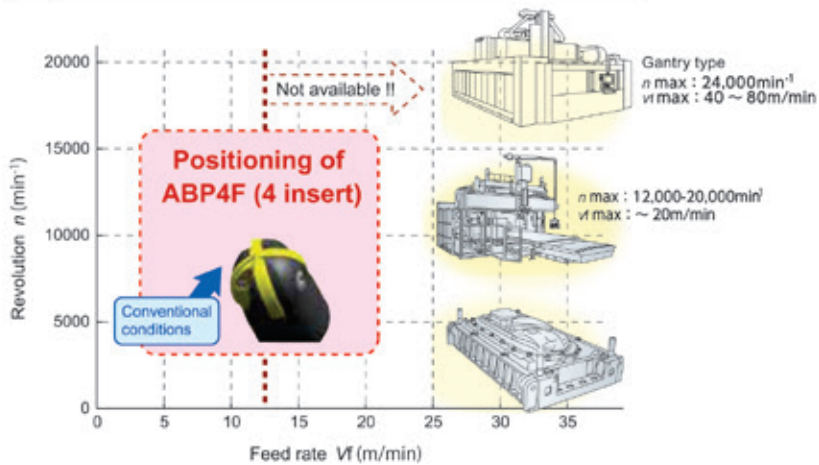 20000
15000
10000
5000
0
Revolution n (min⁻¹)
0 5 10 15 20 25 30 35
Feed rate Vf (m/min)
Not available !!
Positioning of
ABP4F (4 insert)
Conventional
conditions
Gantry type
n max : 24,000min⁻¹
Vf max : 40 ~ 80m/min
n max : 12,000-20,000min⁻¹
Vf max : ~ 20m/min